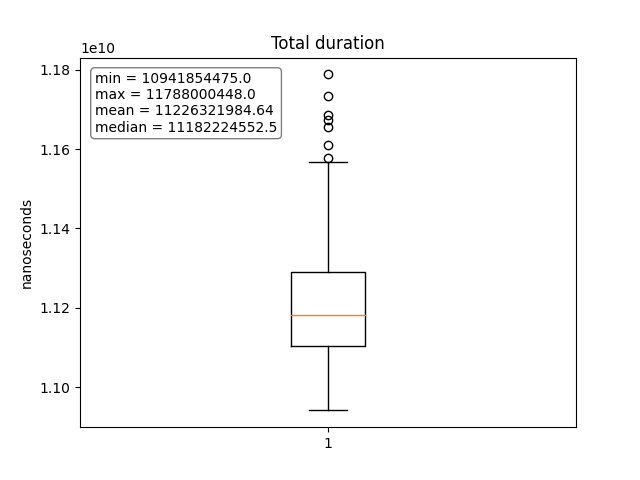 Total duration
1e10
min = 10941854475.0
max = 11788000448.0
mean = 11226321984.64
median = 11182224552.5
nanoseconds
1.18
1.16
1.14
1.12
1.10
1